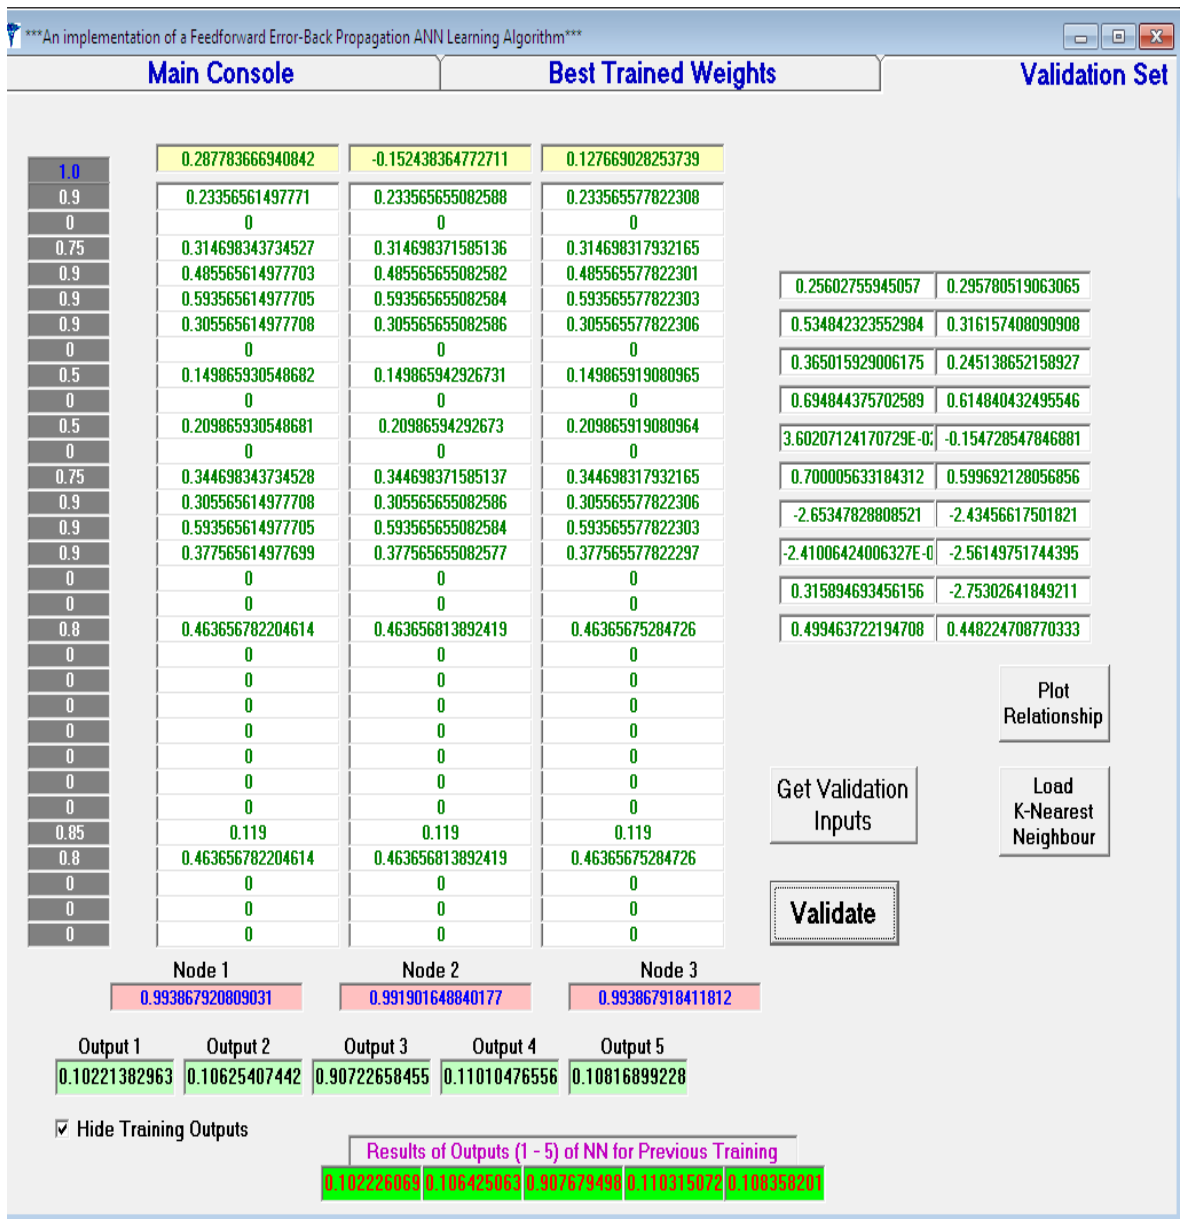 ***An implementation of a Feedforward Error-Back Propagation ANN Learning Algorithm***
Main Console Best Trained Weights Validation Set
0.287783666940842 -0.152438364772711 0.127669028253739
1.0
0.9 0.23356561497771 0.233565655082588 0.233565577822308
0 0 0 0
0.75 0.314698343734527 0.314698371585136 0.314698317932165
0.9 0.485565614977703 0.485565655082582 0.485565577822301
0.25602755945057 0.295780519063065
0.9 0.593565614977705 0.593565655082584 0.593565577822303
0.9 0.305565614977708 0.305565655082586 0.305565577822306
0.534842323552984 0.316157408090908
0 0 0 0
0.365015929006175 0.245138652158927
0.5 0.149865930548682 0.149865942926731 0.149865919080965
0 0 0 0
0.694844375702589 0.614840432495546
0.5 0.209865930548681 0.20986594292673 0.209865919080964
3.60207124170729E-02 -0.154728547846881
0 0 0 0
0.75 0.344698343734528 0.344698371585137 0.344698317932165
0.700005633184312 0.599692128056856
0.9 0.305565614977708 0.305565655082586 0.305565577822306
-2.65347828808521 -2.43456617501821
0.9 0.593565614977705 0.593565655082584 0.593565577822303
0.9 0.377565614977699 0.377565655082577 0.377565577822297
-2.41006424006327E-0 -2.56149751744395
0 0 0 0
0.315894693456156 -2.75302641849211
0 0 0 0
0.8 0.463656782204614 0.463656813892419 0.46365675284726
0.499463722194708 0.448224708770333
0 0 0 0
0 0 0 0
0 0 0 0
0 0 0 0
0 0 0 0
0 0 0 0
0 0 0 0
0.85 0.119 0.119 0.119
0.8 0.463656782204614 0.463656813892419 0.46365675284726
0 0 0 0
0 0 0 0
0 0 0 0
Plot
Relationship
Get Validation
Inputs
Load
K-Nearest
Neighbour
Validate
Node 1 Node 2 Node 3
0.993867920809031 0.991901648840177 0.993867918411812
Output 1 Output 2 Output 3 Output 4 Output 5
0.10221382963 0.10625407442 0.90722658455 0.11010476556 0.10816899228
Hide Training Outputs
Results of Outputs (1 - 5) of NN for Previous Training
0.102226069 0.106425063 0.907679498 0.110315072 0.108358201